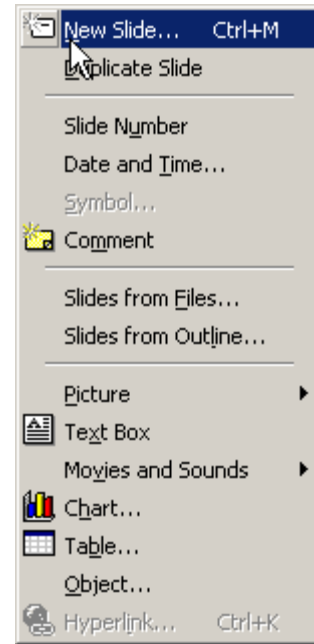 New Slide... Ctrl+M
Duplicate Slide
Slide Number
Date and Time...
Symbol...
Comment
Slides from Files...
Slides from Outline...
Picture
Text Box
Movies and Sounds
Chart...
Table...
Object...
Hyperlink... Ctrl+K